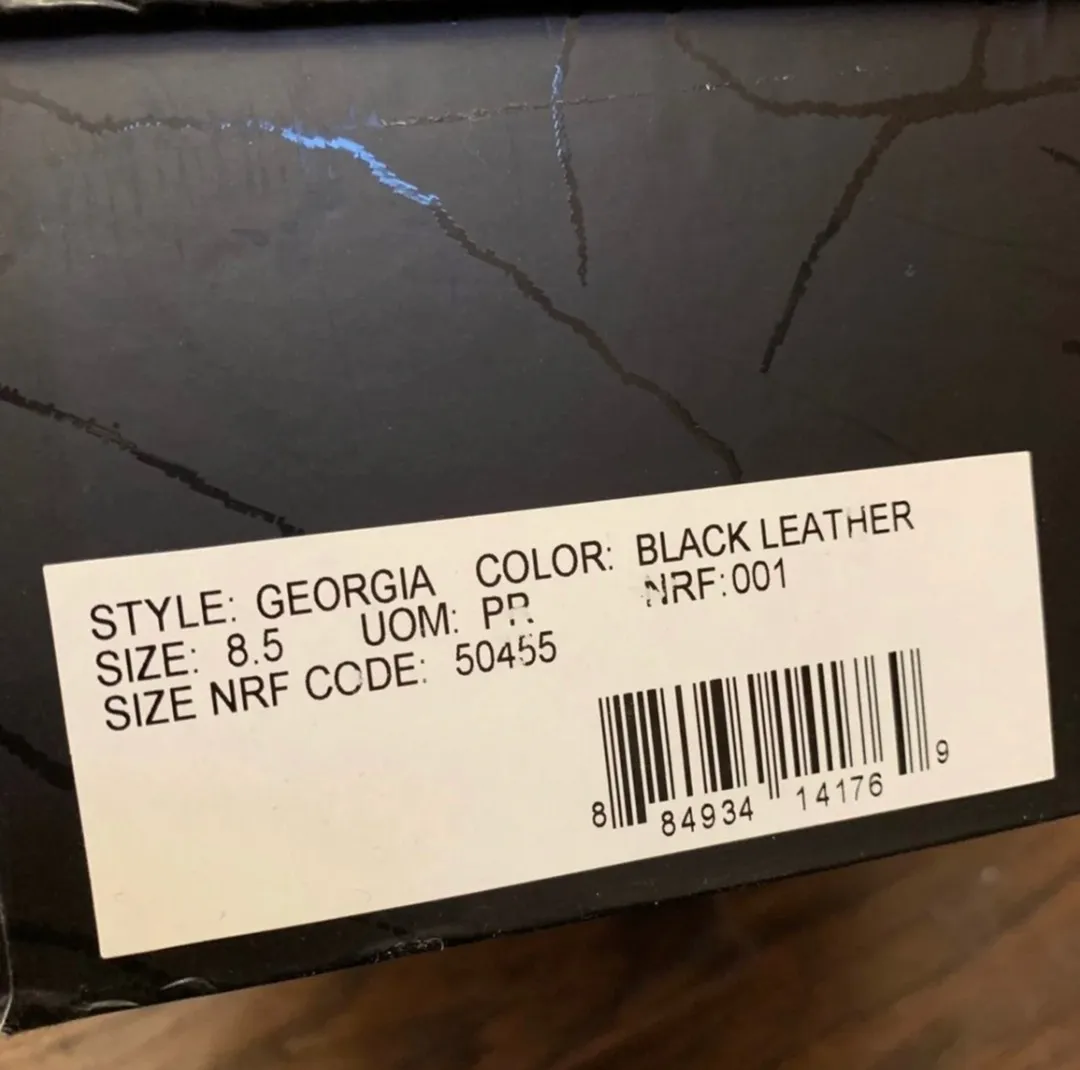 STYLE: GEORGIA COLOR: BLACK LEATHER
SIZE: 8.5 UOM: PR NRF:001
SIZE NRF CODE: 50455
8 84934 14176 9